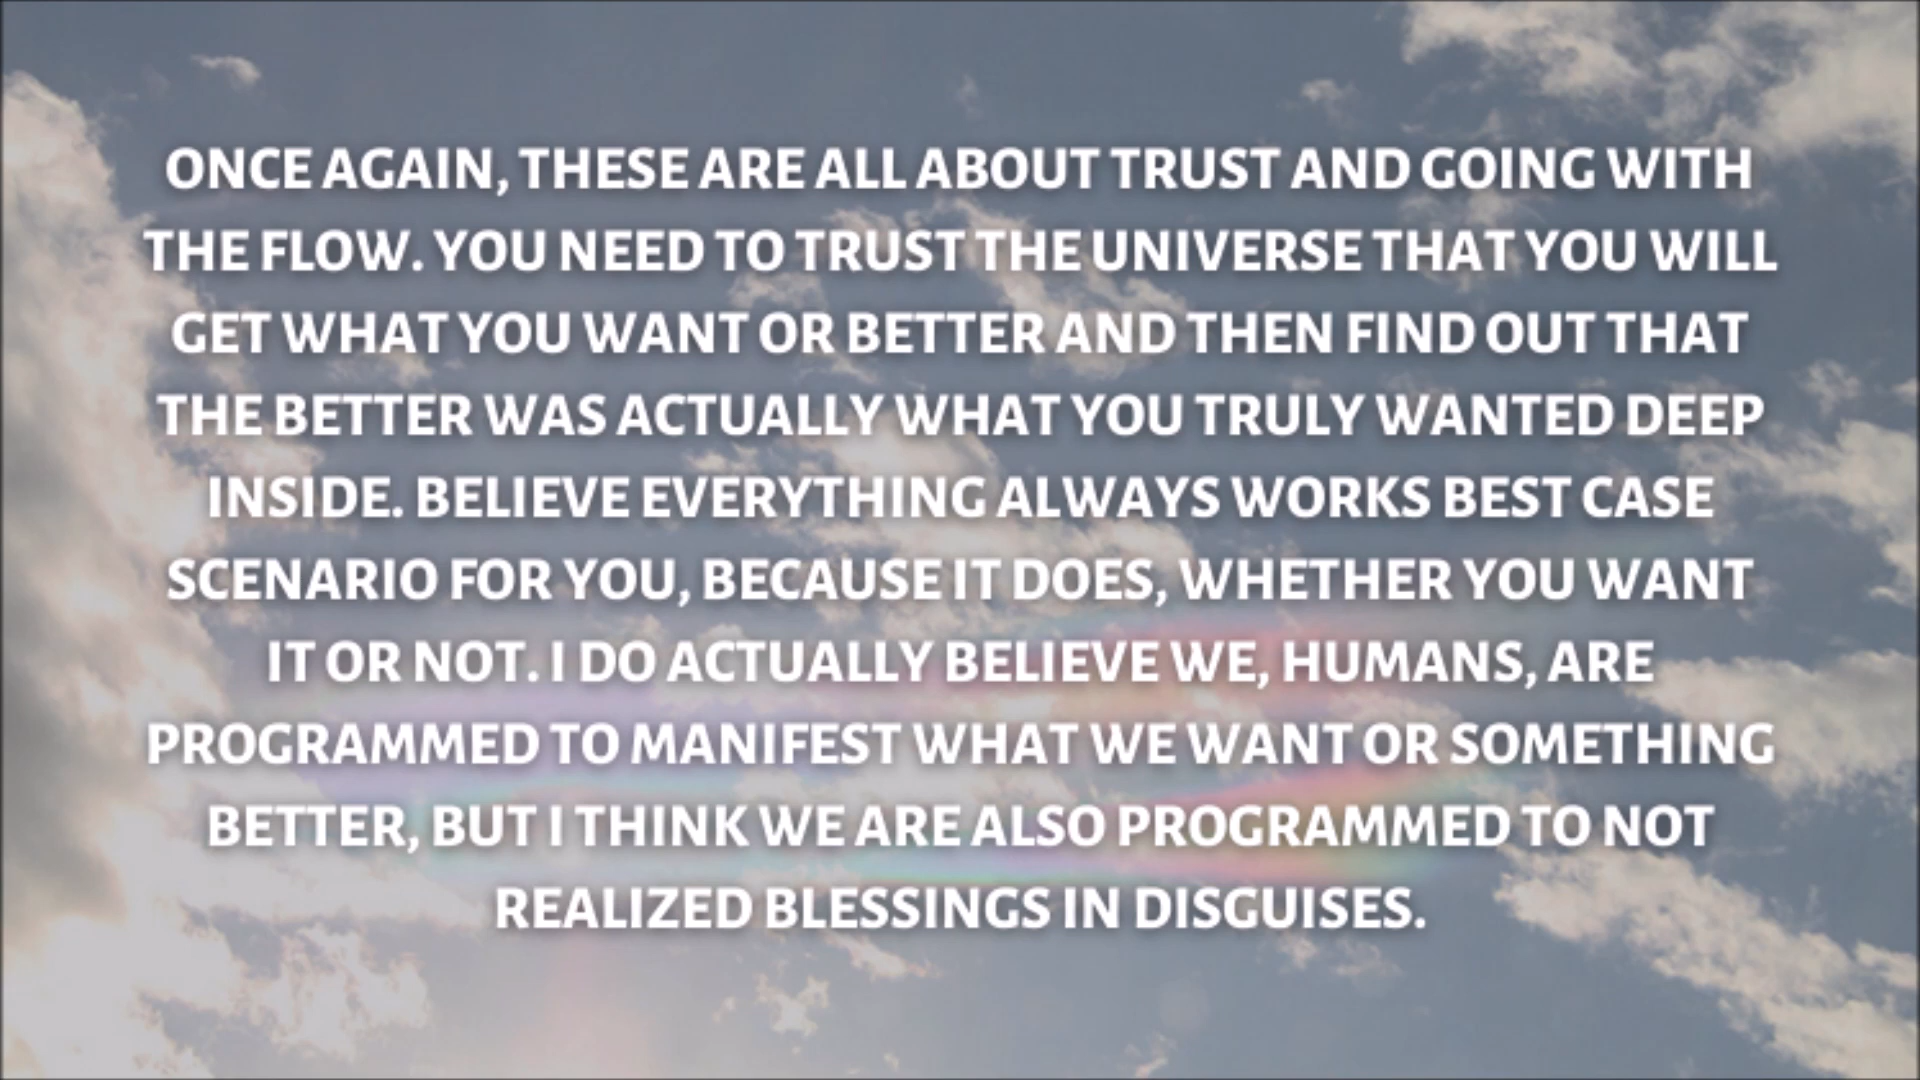 ONCE AGAIN, THESE ARE ALL ABOUT TRUST AND GOING WITH
THE FLOW. YOU NEED TO TRUST THE UNIVERSE THAT YOU WILL
GET WHAT YOU WANT OR BETTER AND THEN FIND OUT THAT
THE BETTER WAS ACTUALLY WHAT YOU TRULY WANTED DEEP
INSIDE. BELIEVE EVERYTHING ALWAYS WORKS BEST CASE
SCENARIO FOR YOU, BECAUSE IT DOES, WHETHER YOU WANT
IT OR NOT. I DO ACTUALLY BELIEVE WE, HUMANS, ARE
PROGRAMMED TO MANIFEST WHAT WE WANT OR SOMETHING
BETTER, BUT I THINK WE ARE ALSO PROGRAMMED TO NOT
REALIZED BLESSINGS IN DISGUISES.